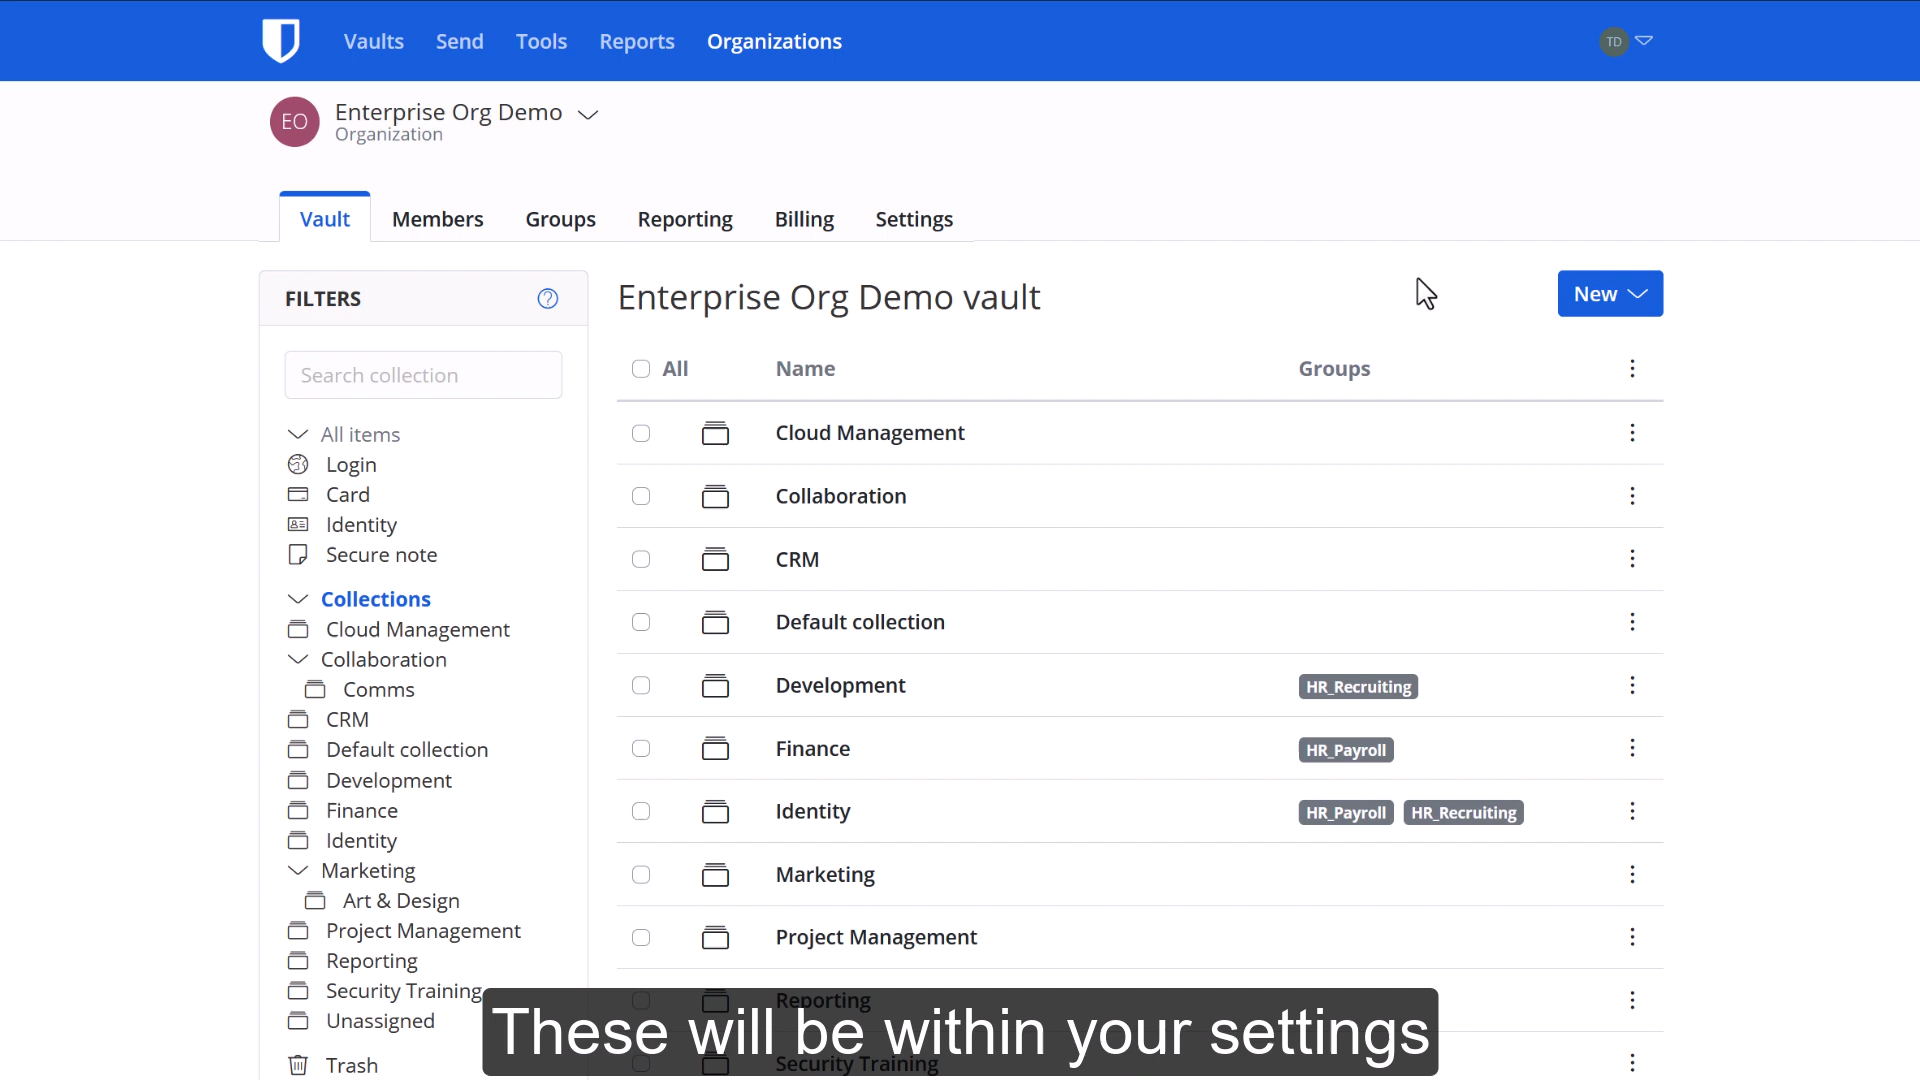 Vaults Send Tools Reports Organizations
TD
EO
Enterprise Org Demo
Organization
Vault Members Groups Reporting Billing Settings
FILTERS
?
Search collection
All items
Login
Card
Identity
Secure note
Collections
Cloud Management
Collaboration
Comms
CRM
Default collection
Development
Finance
Identity
Marketing
Art & Design
Project Management
Reporting
Security Training
Unassigned
Trash
Enterprise Org Demo vault
New
All Name Groups
Cloud Management
Collaboration
CRM
Default collection
Development HR_Recruiting
Finance HR_Payroll
Identity HR_Payroll HR_Recruiting
Marketing
Project Management
Reporting
Security Training
These will be within your settings